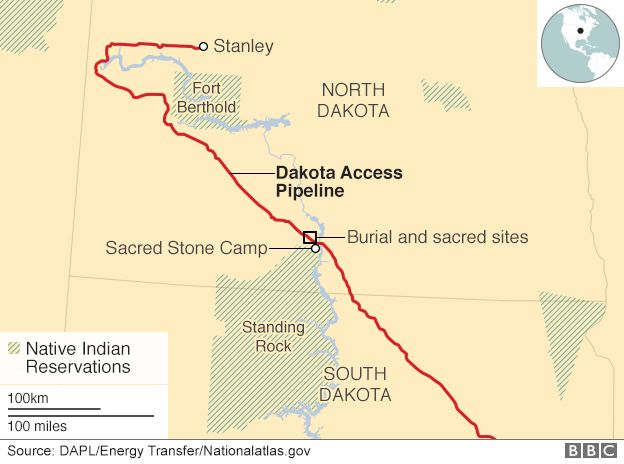 Stanley
Fort
Berthold
NORTH
DAKOTA
Dakota Access
Pipeline
Burial and sacred sites
Sacred Stone Camp
Standing
Rock
Native Indian
Reservations
SOUTH
DAKOTA
100km
100 miles
Source: DAPL/Energy Transfer/Nationalatlas.gov
BBC